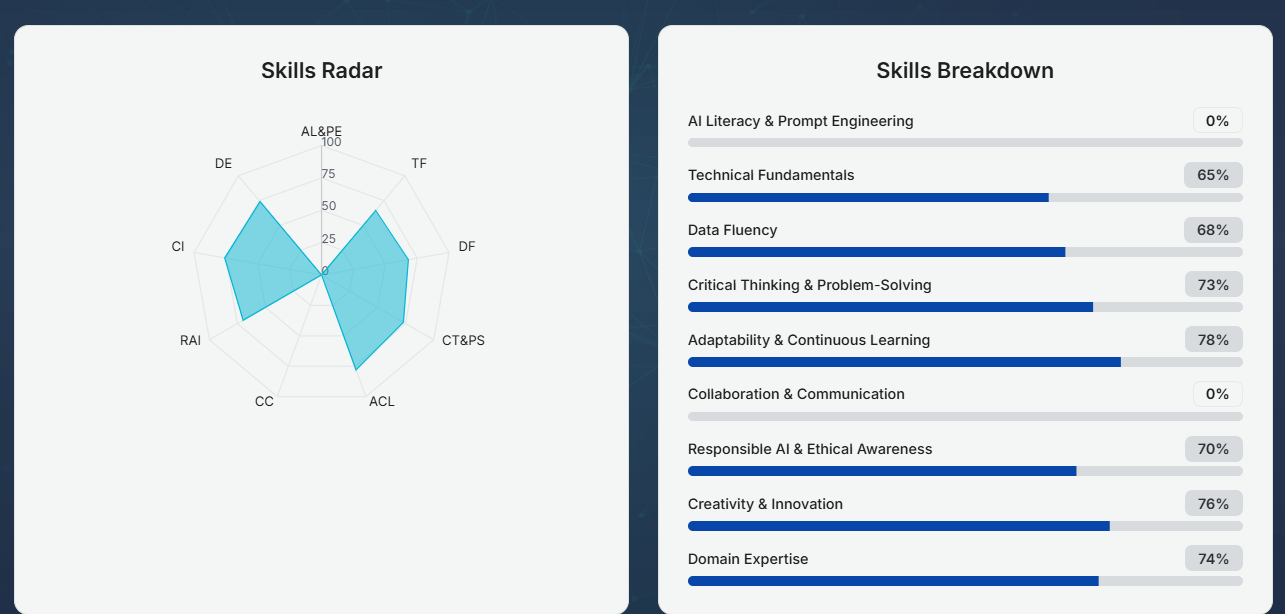 Skills Radar
AL&PE
100
DE
TF
75
50
25
CI
DF
0
RAI
CT&PS
CC
ACL
Skills Breakdown
AI Literacy & Prompt Engineering 0%
Technical Fundamentals 65%
Data Fluency 68%
Critical Thinking & Problem-Solving 73%
Adaptability & Continuous Learning 78%
Collaboration & Communication 0%
Responsible AI & Ethical Awareness 70%
Creativity & Innovation 76%
Domain Expertise 74%